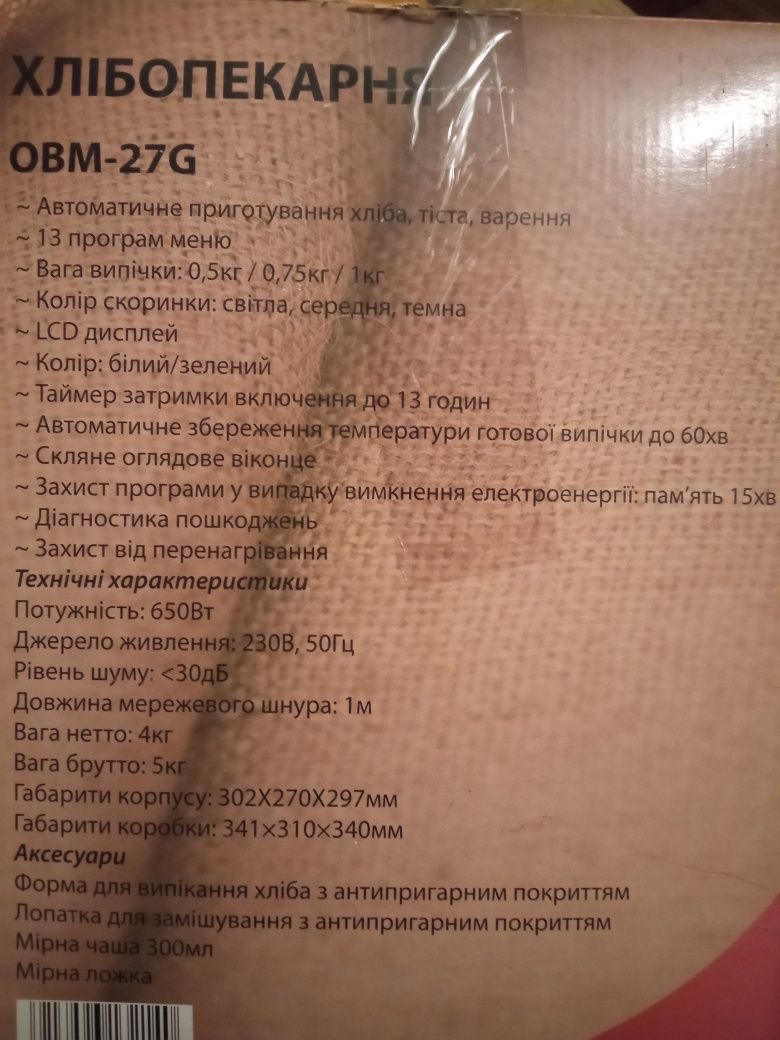 ХЛІБОПЕКАРНЯ
OBM-27G
~ Автоматичне приготування хліба, тіста, варення
~ 13 програм меню
~ Вага випічки: 0,5кг / 0,75кг / 1кг
~ Колір скоринки: світла, середня, темна
~ LCD дисплей
~ Колір: білий/зелений
~ Таймер затримки включення до 13 годин
~ Автоматичне збереження температури готової випічки до 60хв
~ Скляне оглядове віконце
~ Захист програми у випадку вимкнення електроенергії: пам'ять 15хв
~ Діагностика пошкоджень
~ Захист від перенагрівання
Технічні характеристики
Потужність: 650Вт
Джерело живлення: 230В, 50Гц
Рівень шуму: <30дБ
Довжина мережевого шнура: 1м
Вага нетто: 4кг
Вага брутто: 5кг
Габарити корпусу: 302Х270Х297мм
Габарити коробки: 341×310×340мм
Аксесуари
Форма для випікання хліба з антипригарним покриттям
Лопатка для замішування з антипригарним покриттям
Мірна чаша 300мл
Мірна ложка